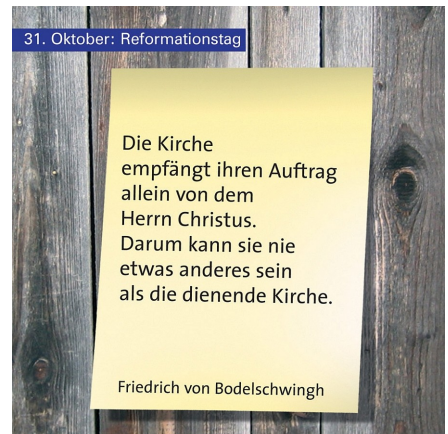 31. Oktober: Reformationstag
Die Kirche
empfängt ihren Auftrag
allein von dem
Herrn Christus.
Darum kann sie nie
etwas anderes sein
als die dienende Kirche.
Friedrich von Bodelschwingh